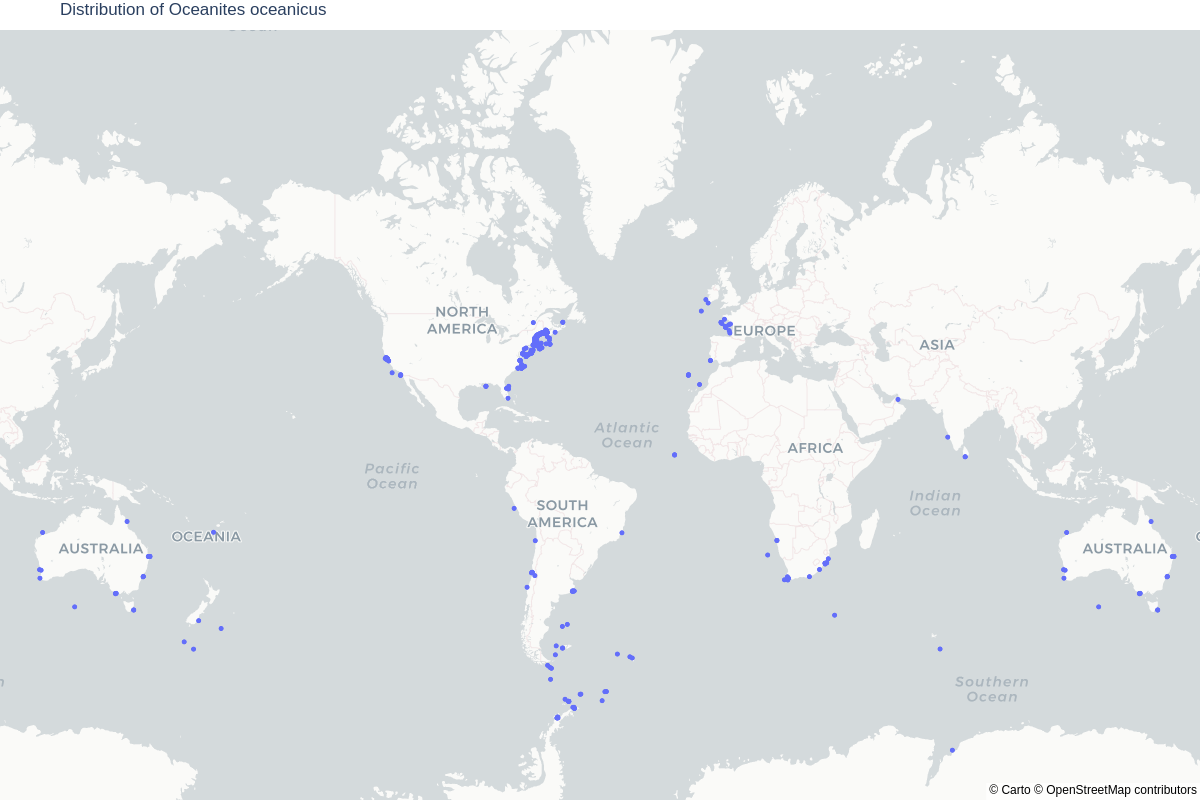 Distribution of Oceanites oceanicus
NORTH
AMERICA
EUROPE
ASIA
Atlantic
Ocean
AFRICA
Pacific
Ocean
Indian
Ocean
SOUTH
AMERICA
OCEANIA
AUSTRALIA
AUSTRALIA
Southern
Ocean
© Carto © OpenStreetMap contributors